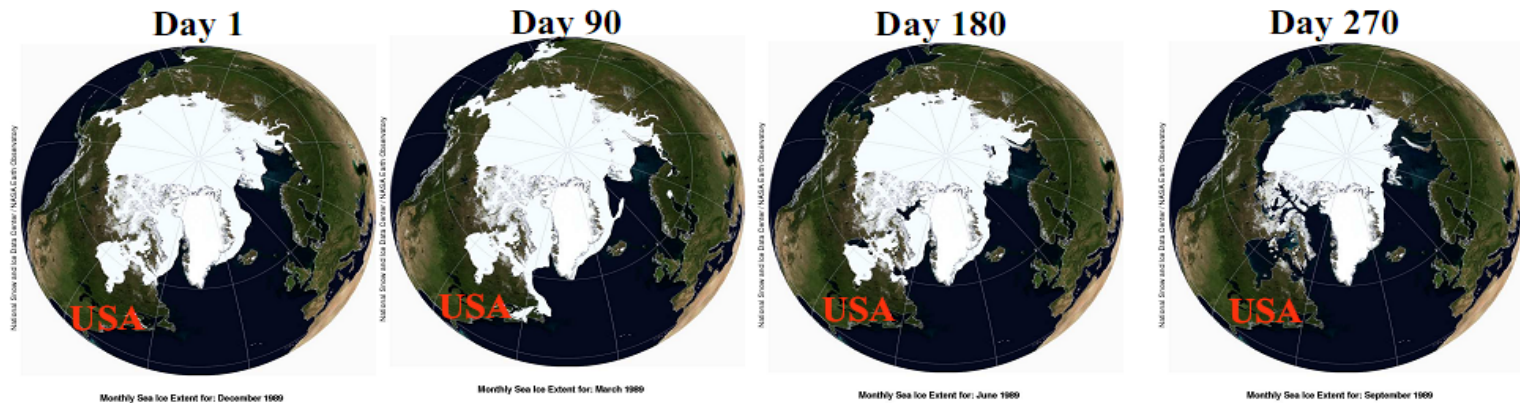 Day 1
Day 90
Day 180
Day 270
National Snow and Ice Data Center / NASA Earth Observatory
National Snow and Ice Data Center / NASA Earth Observatory
National Snow and Ice Data Center / NASA Earth Observatory
National Snow and Ice Data Center / NASA Earth Observatory
USA
USA
USA
USA
Monthly Sea Ice Extent for: December 1989
Monthly Sea Ice Extent for: March 1989
Monthly Sea Ice Extent for: June 1989
Monthly Sea Ice Extent for: September 1989